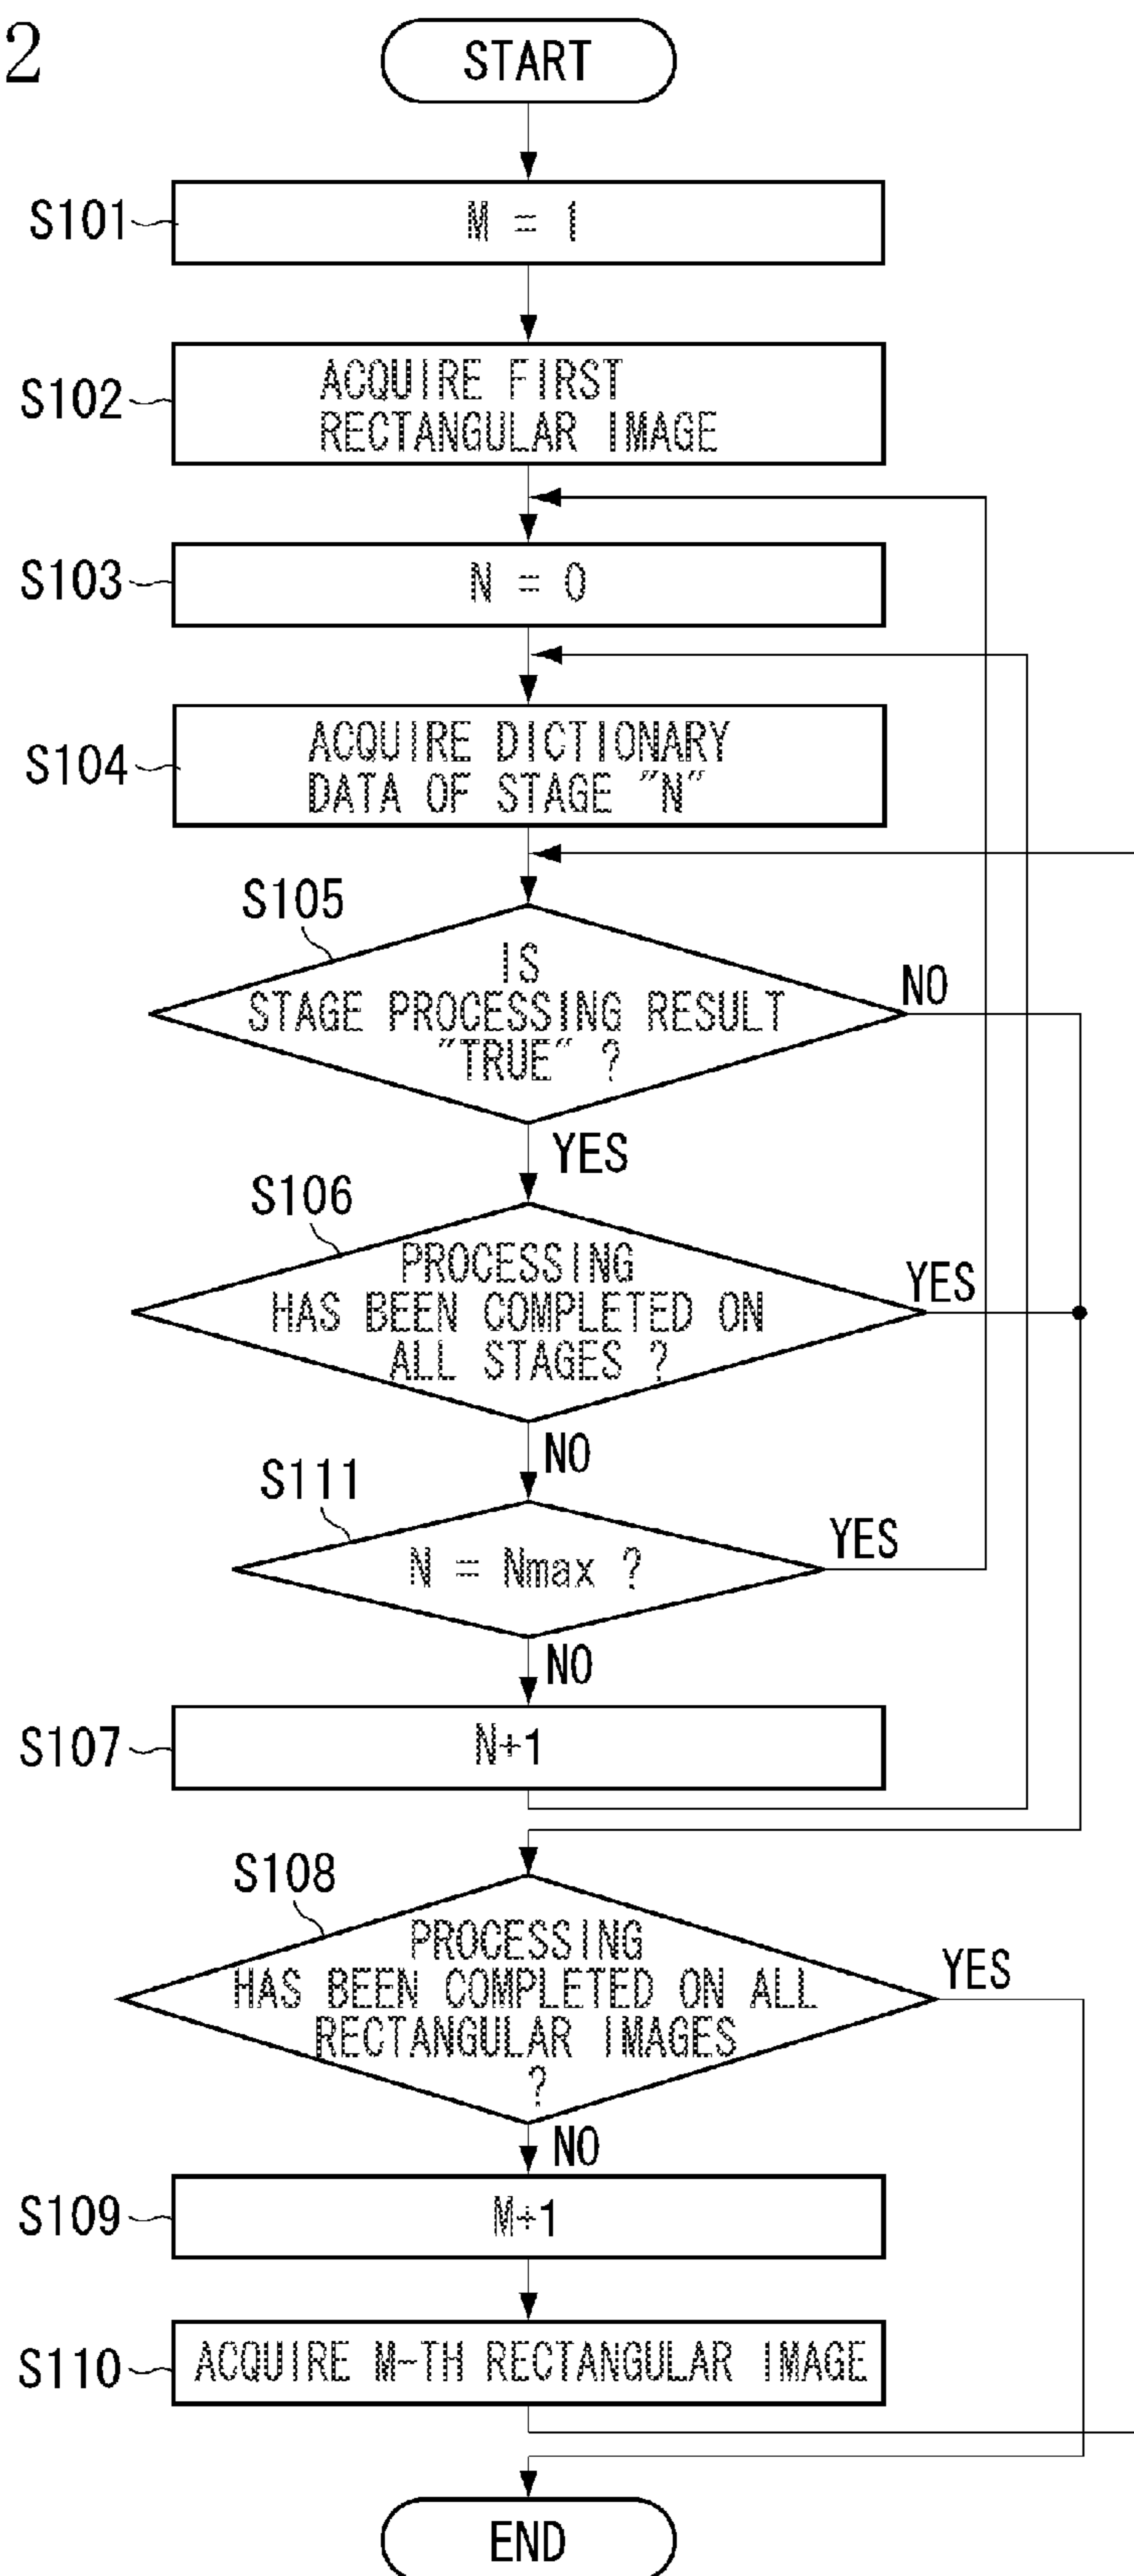 2
START
S101
M = 1
S102
ACQUIRE FIRST
RECTANGULAR IMAGE
S103
N = 0
S104
ACQUIRE DICTIONARY
DATA OF STAGE "N"
S105
IS
STAGE PROCESSING RESULT
"TRUE" ?
NO
YES
S106
PROCESSING
HAS BEEN COMPLETED ON
ALL STAGES ?
YES
NO
S111
N = Nmax ?
YES
NO
S107
N+1
S108
PROCESSING
HAS BEEN COMPLETED ON ALL
RECTANGULAR IMAGES
?
YES
NO
S109
M+1
S110
ACQUIRE M-TH RECTANGULAR IMAGE
END